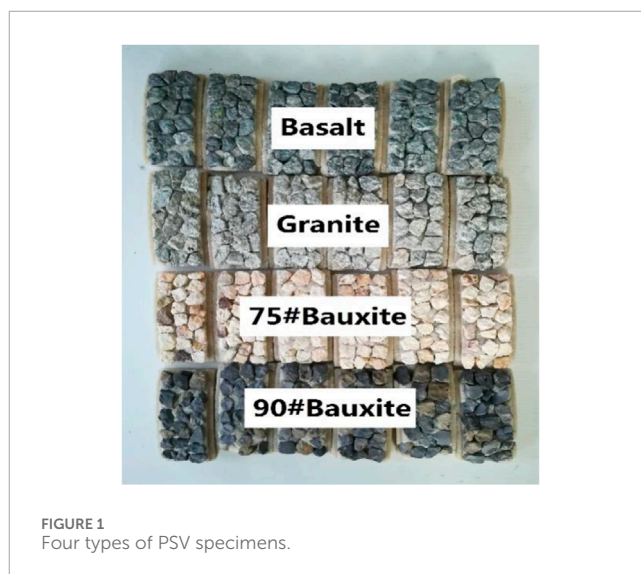 Basalt
Granite
75#Bauxite
90#Bauxite
FIGURE 1
Four types of PSV specimens.